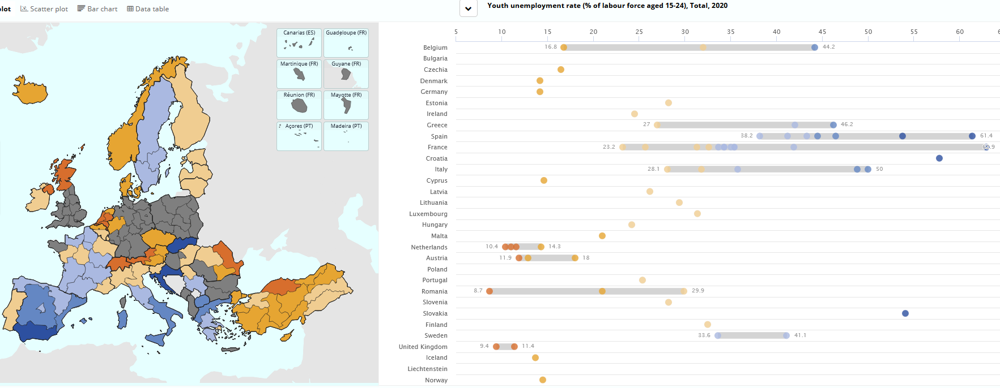 lot Scatter plot Bar chart Data table
Youth unemployment rate (% of labour force aged 15-24), Total, 2020
Canarias (ES) Guadeloupe (FR)
Martinique (FR) Guyane (FR)
Réunion (FR) Mayotte (FR)
Açores (PT) Madeira (PT)
5 10 15 20 25 30 35 40 45 50 55 60 6
Belgium 16.8 44.2
Bulgaria
Czechia
Denmark
Germany
Estonia
Ireland
Greece 27 46.2
Spain 38.2 61.4
France 23.2
Croatia
Italy 28.1 50
Cyprus
Latvia
Lithuania
Luxembourg
Hungary
Malta
Netherlands 10.4 14.3
Austria 11.9 18
Poland
Portugal
Romania 8.7 29.9
Slovenia
Slovakia
Finland
Sweden 33.6 41.1
United Kingdom 9.4 11.4
Iceland
Liechtenstein
Norway